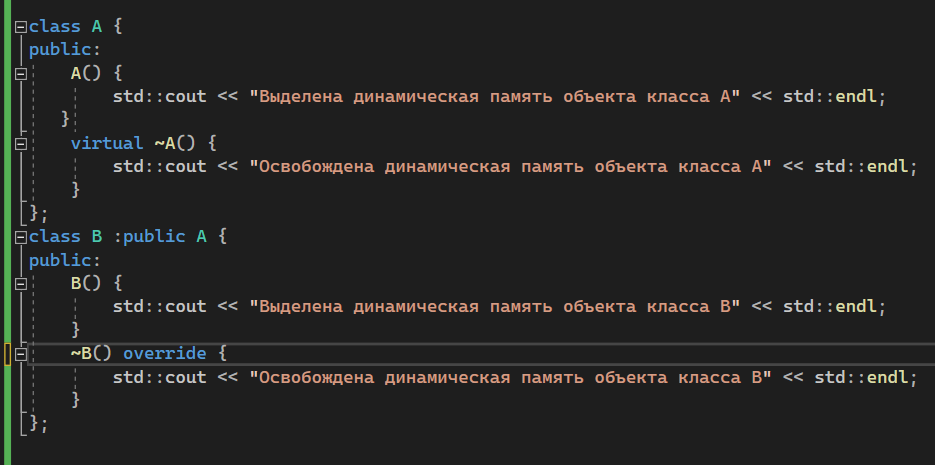 class A {
public:
    A() {
        std::cout << "Выделена динамическая память объекта класса A" << std::endl;
    }
    virtual ~A() {
        std::cout << "Освобождена динамическая память объекта класса A" << std::endl;
    }
};
class B :public A {
public:
    B() {
        std::cout << "Выделена динамическая память объекта класса B" << std::endl;
    }
    ~B() override {
        std::cout << "Освобождена динамическая память объекта класса B" << std::endl;
    }
};